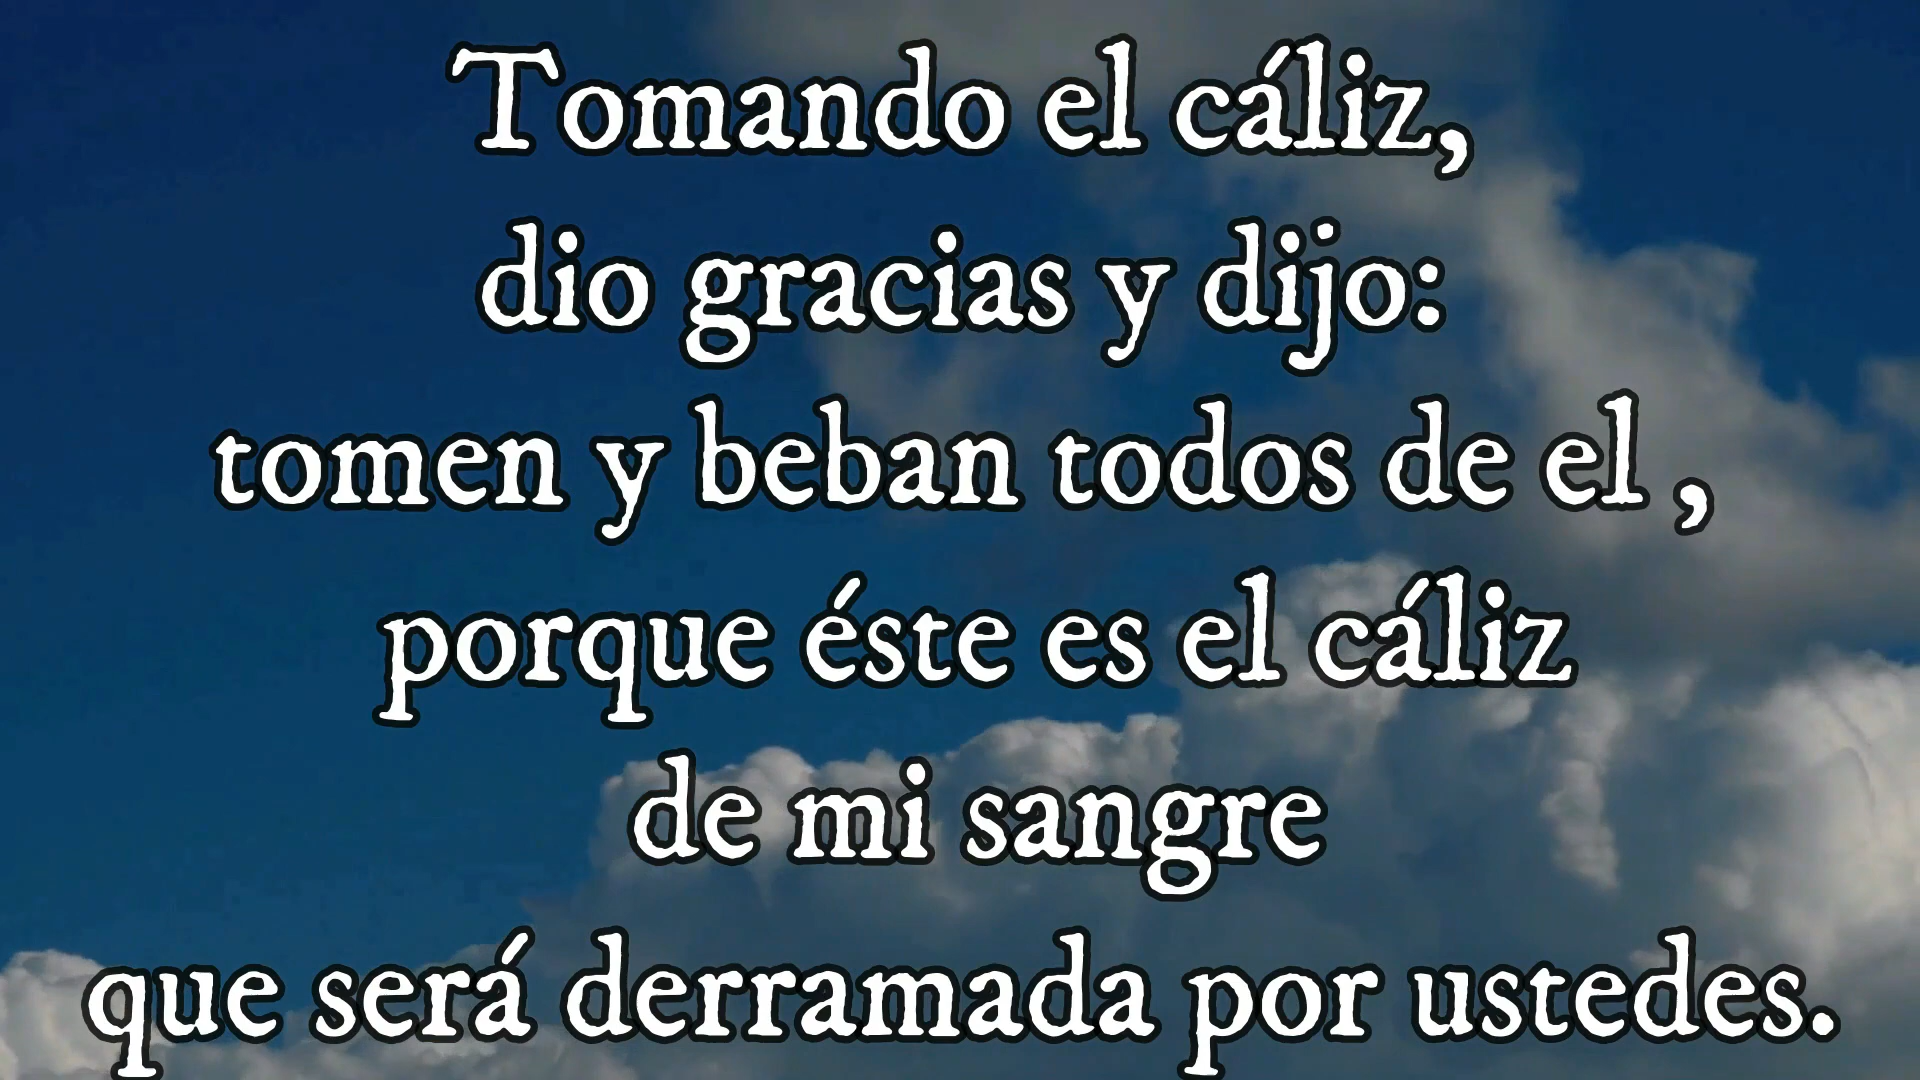 Tomando el cáliz,
dio gracias y dijo:
tomen y beban todos de el ,
porque éste es el cáliz
de mi sangre
que será derramada por ustedes.